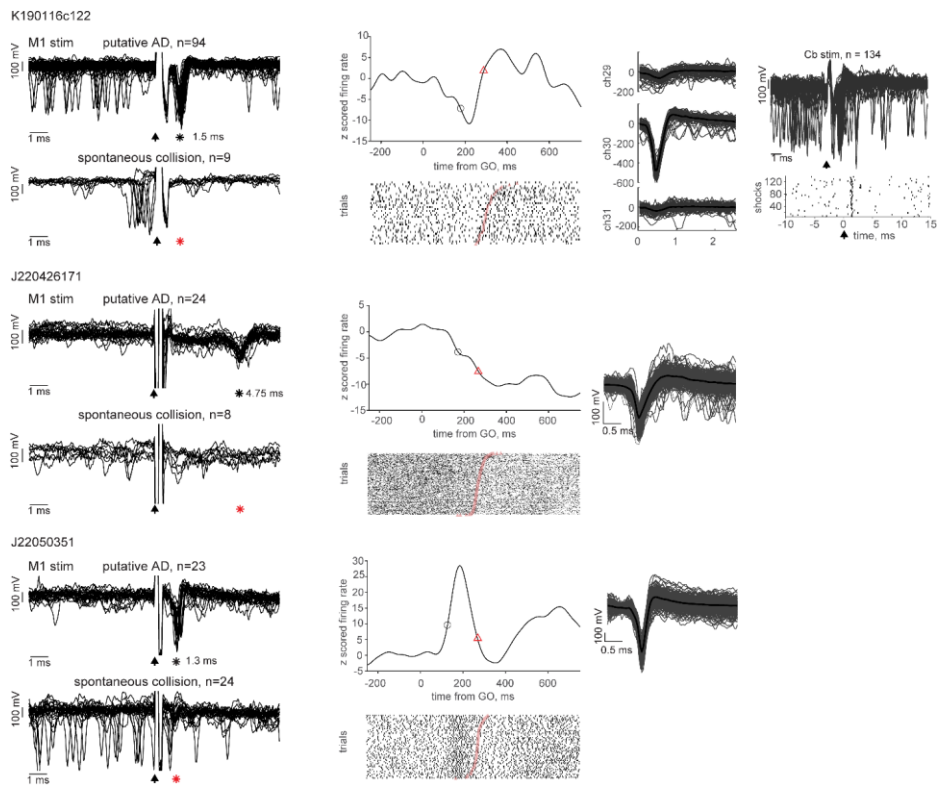 K190116c122
M1 stim putative AD, n=94
100 mV
1 ms
1.5 ms
spontaneous collision, n=9
100 mV
1 ms
z scored firing rate
10
5
0
-5
-10
-15
-200 0 200 400 600
time from GO, ms
trials
ch29
0
-200
ch30
0
-200
-400
-600
ch31
0
-200
0 1 2
Cb stim, n = 134
100 mV
1 ms
shocks
120
80
40
-10 -5 0 5 10 15
time, ms
J220426171
M1 stim putative AD, n=24
100 mV
1 ms
4.75 ms
spontaneous collision, n=8
100 mV
1 ms
z scored firing rate
5
0
-5
-10
-15
-200 0 200 400 600
time from GO, ms
trials
100 mV
0.5 ms
J22050351
M1 stim putative AD, n=23
100 mV
1 ms
1.3 ms
spontaneous collision, n=24
100 mV
1 ms
z scored firing rate
30
25
20
15
10
5
0
-5
-200 0 200 400 600
time from GO, ms
trials
100 mV
0.5 ms